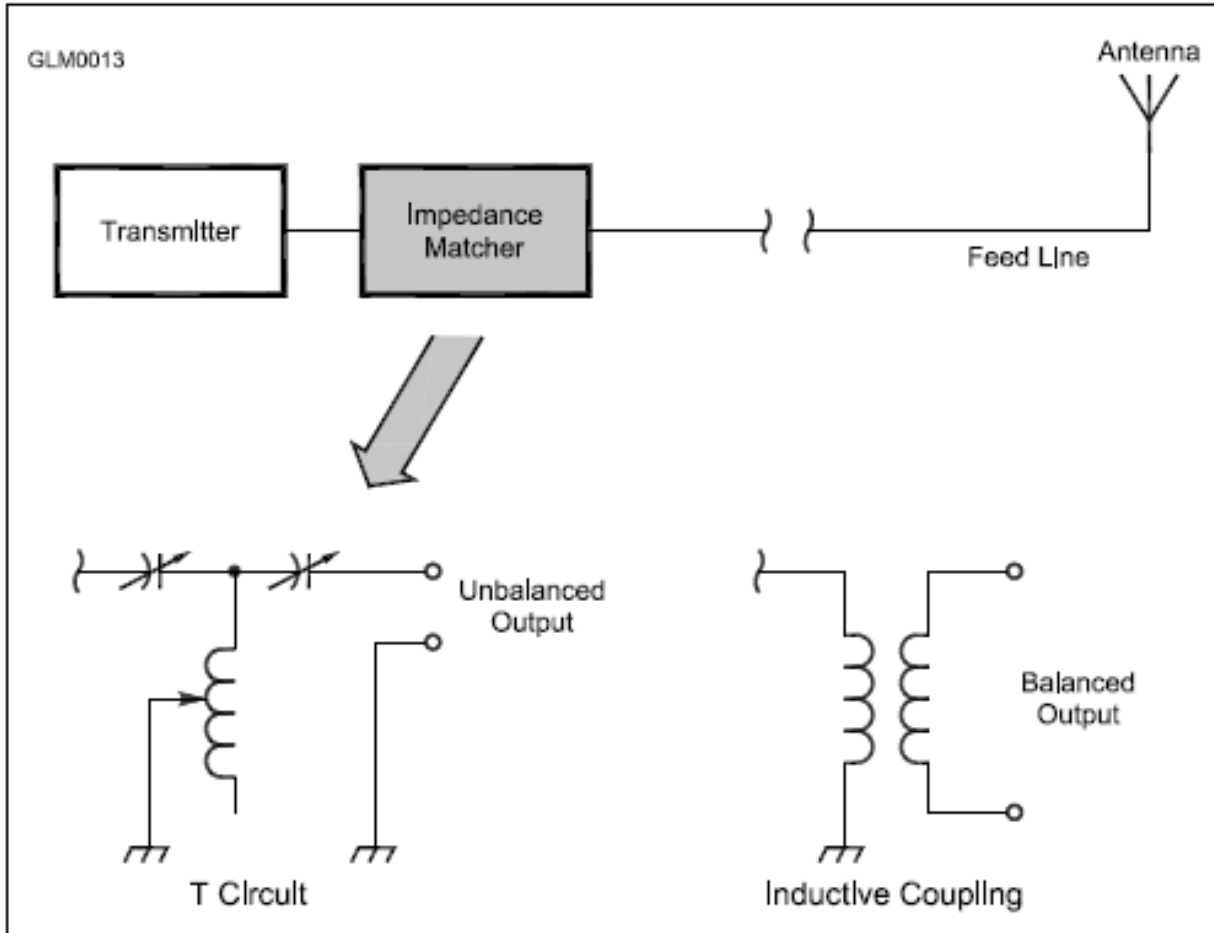 GLM0013
Antenna
Transmitter
Impedance
Matcher
Feed Line
Unbalanced
Output
Balanced
Output
T Circuit
Inductive Coupling